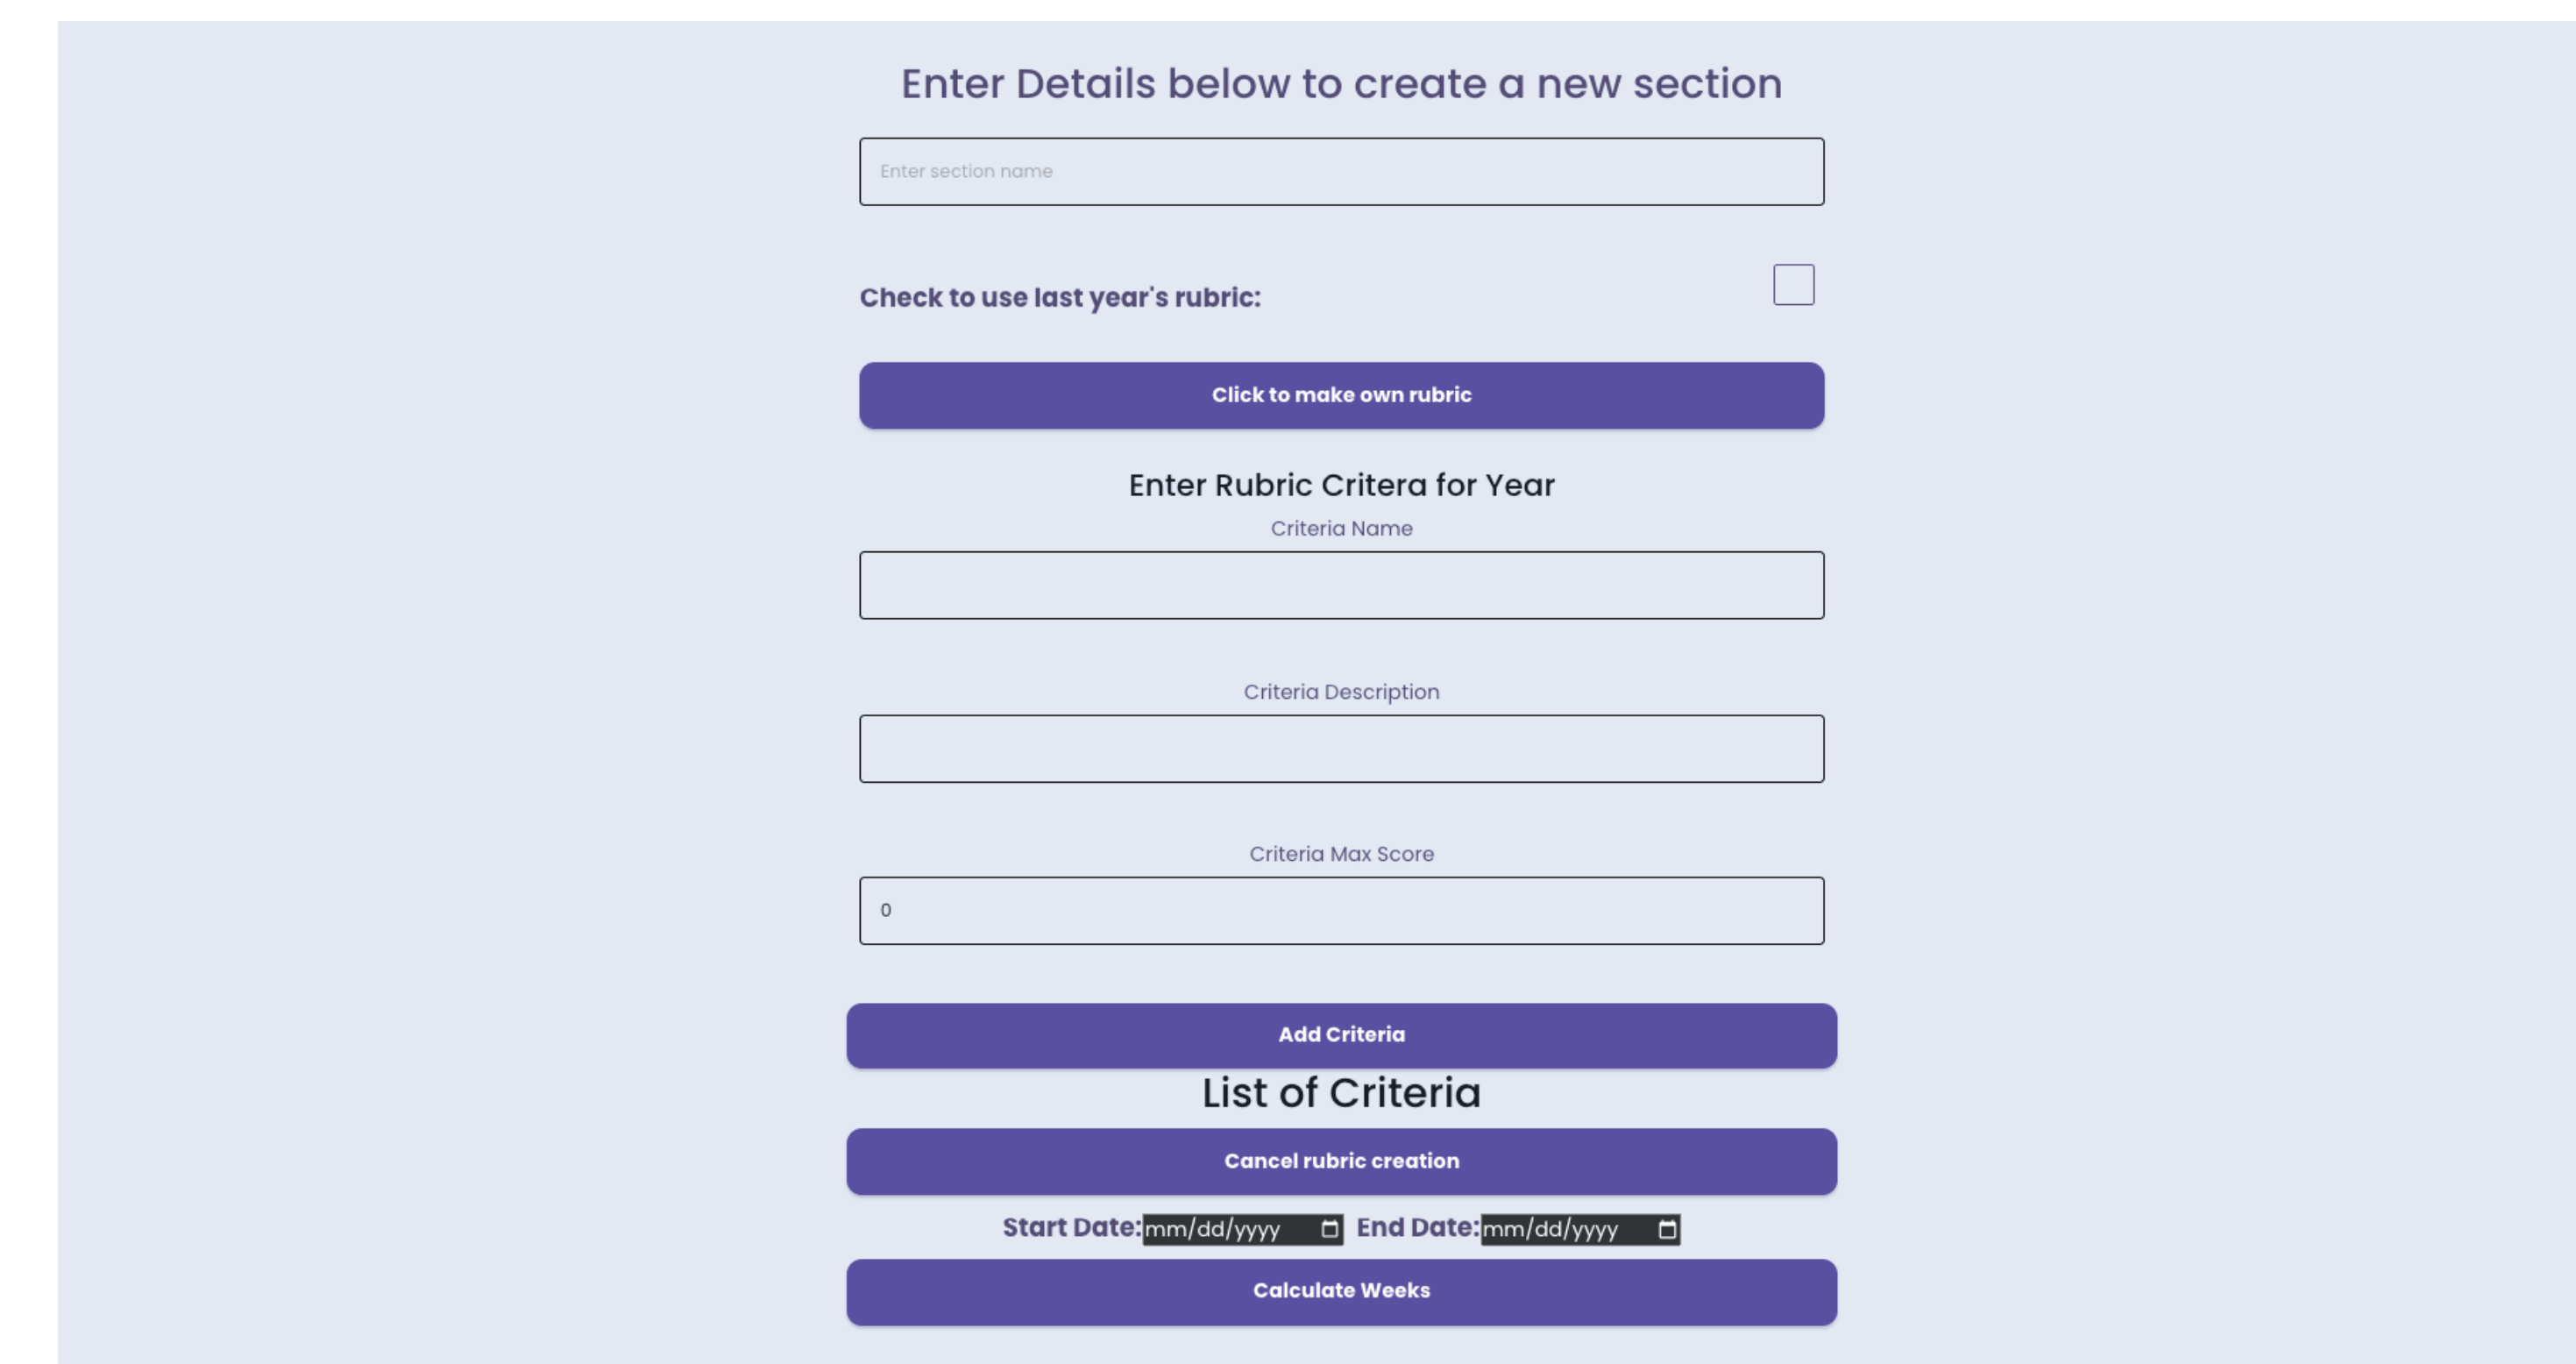 Enter Details below to create a new section
Enter section name
Check to use last year's rubric:
Click to make own rubric
Enter Rubric Critera for Year
Criteria Name
Criteria Description
Criteria Max Score
0
Add Criteria
List of Criteria
Cancel rubric creation
Start Date: mm/dd/yyyy End Date: mm/dd/yyyy
Calculate Weeks